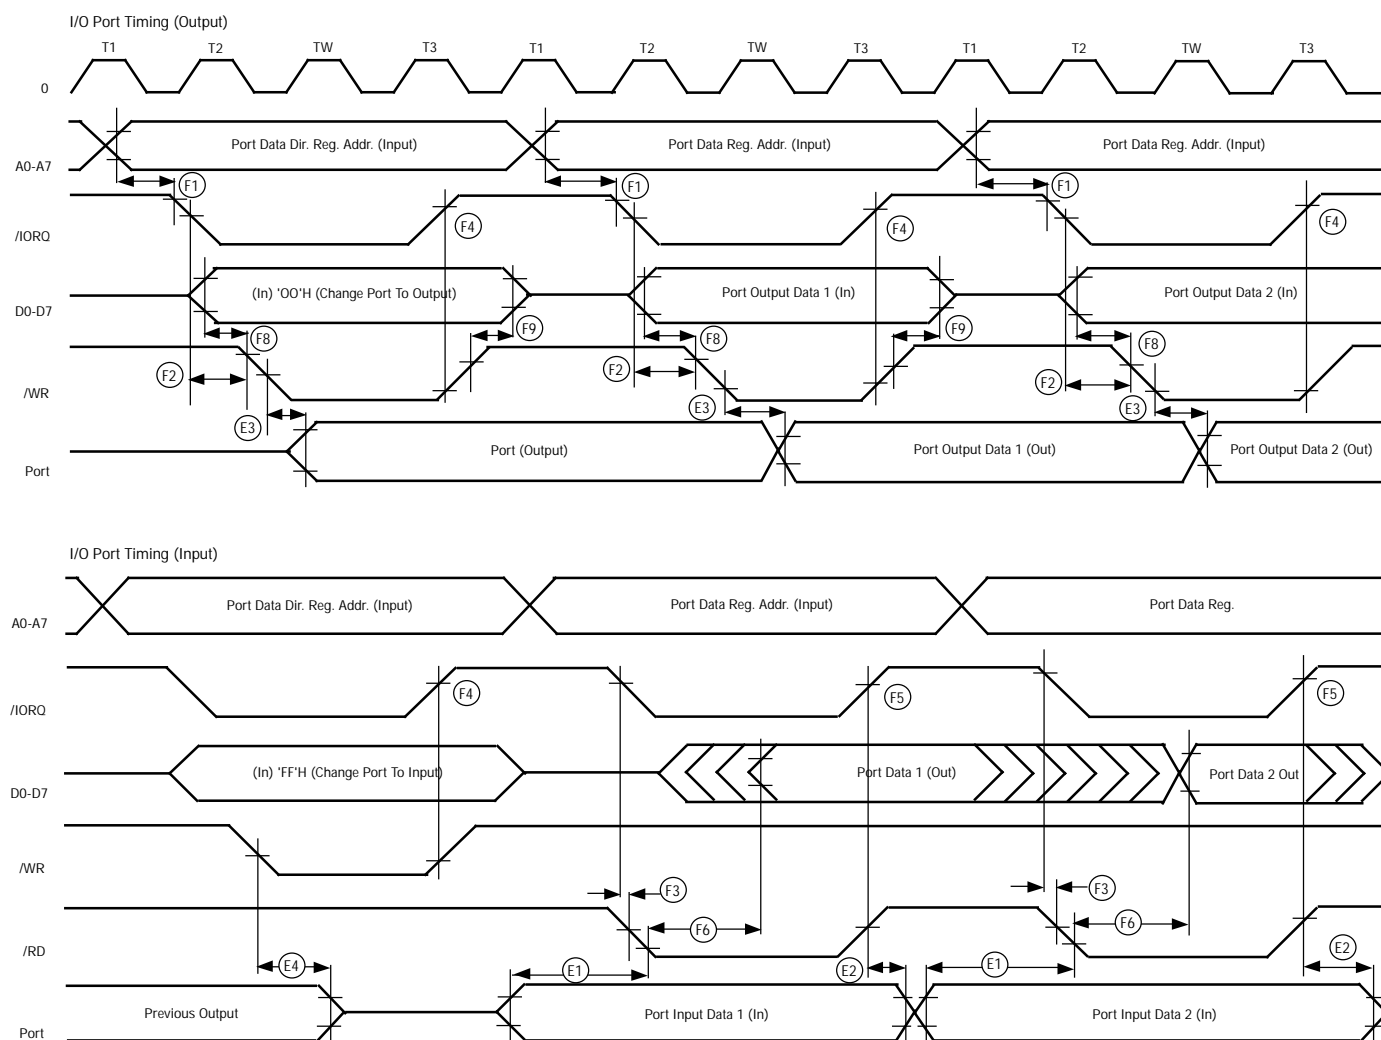 I/O Port Timing (Output)
T1 T2 TW T3 T1 T2 TW T3 T1 T2 TW T3
0
Port Data Dir. Reg. Addr. (Input) Port Data Reg. Addr. (Input) Port Data Reg. Addr. (Input)
A0-A7
F1 F1 F1
F4 F4 F4
/IORQ
(In) 'OO'H (Change Port To Output) Port Output Data 1 (In) Port Output Data 2 (In)
D0-D7
F8 F9 F8 F9 F8
F2 F2 F2
/WR
E3 E3 E3
Port (Output) Port Output Data 1 (Out) Port Output Data 2 (Out)
Port
I/O Port Timing (Input)
Port Data Dir. Reg. Addr. (Input) Port Data Reg. Addr. (Input) Port Data Reg.
A0-A7
F4 F5 F5
/IORQ
(In) 'FF'H (Change Port To Input) Port Data 1 (Out) Port Data 2 Out
D0-D7
/WR
F3 F3
F6 F6
/RD
E4 E1 E2 E1 E2
Previous Output Port Input Data 1 (In) Port Input Data 2 (In)
Port